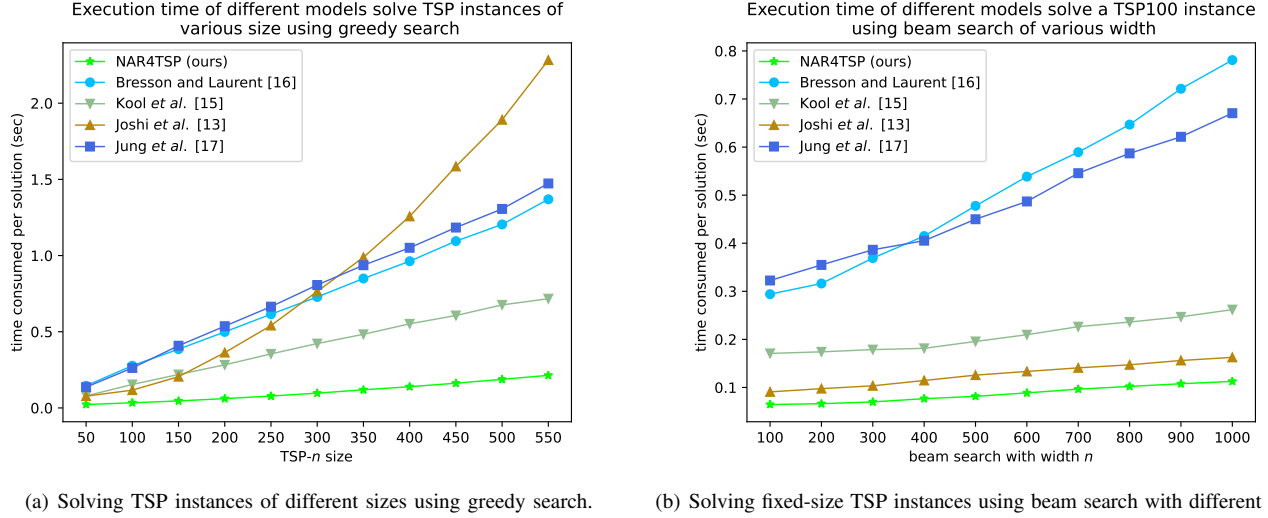 Execution time of different models solve TSP instances of
various size using greedy search
NAR4TSP (ours)
Bresson and Laurent [16]
Kool et al. [15]
Joshi et al. [13]
Jung et al. [17]
time consumed per solution (sec)
2.0
1.5
1.0
0.5
0.0
50 100 150 200 250 300 350 400 450 500 550
TSP-n size
(a) Solving TSP instances of different sizes using greedy search.
Execution time of different models solve a TSP100 instance
using beam search of various width
NAR4TSP (ours)
Bresson and Laurent [16]
Kool et al. [15]
Joshi et al. [13]
Jung et al. [17]
time consumed per solution (sec)
0.8
0.7
0.6
0.5
0.4
0.3
0.2
0.1
100 200 300 400 500 600 700 800 900 1000
beam search with width n
(b) Solving fixed-size TSP instances using beam search with different